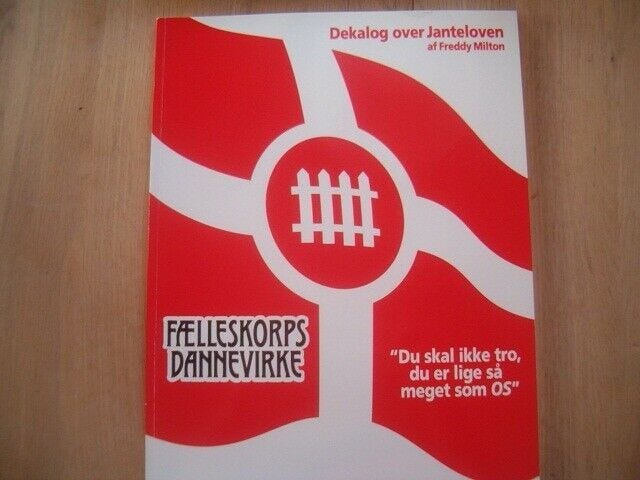 Dekalog over Janteloven
af Freddy Milton
FÆLLESKORPS
DANNEVIRKE
"Du skal ikke tro,
du er lige så
meget som OS"